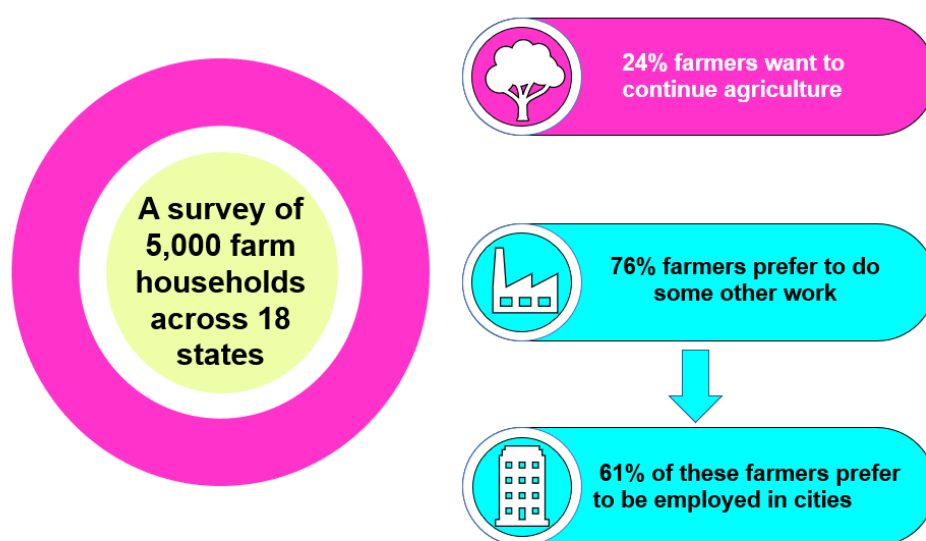 A survey of
5,000 farm
households
across 18
states
24% farmers want to
continue agriculture
76% farmers prefer to do
some other work
61% of these farmers prefer
to be employed in cities